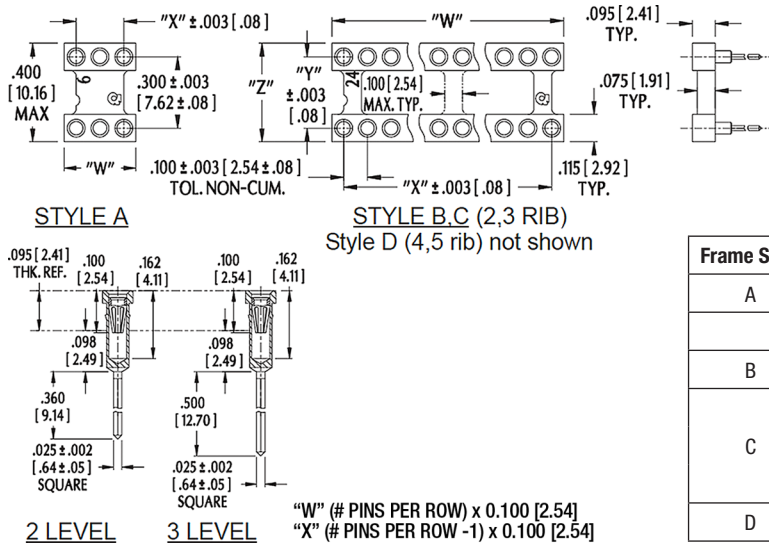 "X" ±.003 [.08]
.400
[10.16]
MAX
6
.300 ±.003
[7.62 ±.08]
"W"
STYLE A
"W"
"Z"
"Y"
±.003
[.08]
24
.100 [2.54]
MAX. TYP.
.100 ±.003 [2.54 ±.08]
TOL. NON-CUM.
"X" ±.003 [.08]
.115 [2.92]
TYP.
STYLE B,C (2,3 RIB)
Style D (4,5 rib) not shown
.095 [2.41]
TYP.
.075 [1.91]
TYP.
.095 [2.41]
THK. REF.
.100
[2.54]
.162
[4.11]
.098
[2.49]
.360
[9.14]
.025 ±.002
[.64 ±.05]
SQUARE
2 LEVEL
.100
[2.54]
.162
[4.11]
.098
[2.49]
.500
[12.70]
.025 ±.002
[.64 ±.05]
SQUARE
3 LEVEL
“W” (# PINS PER ROW) x 0.100 [2.54]
“X” (# PINS PER ROW -1) x 0.100 [2.54]
Frame S
A
B
C
D